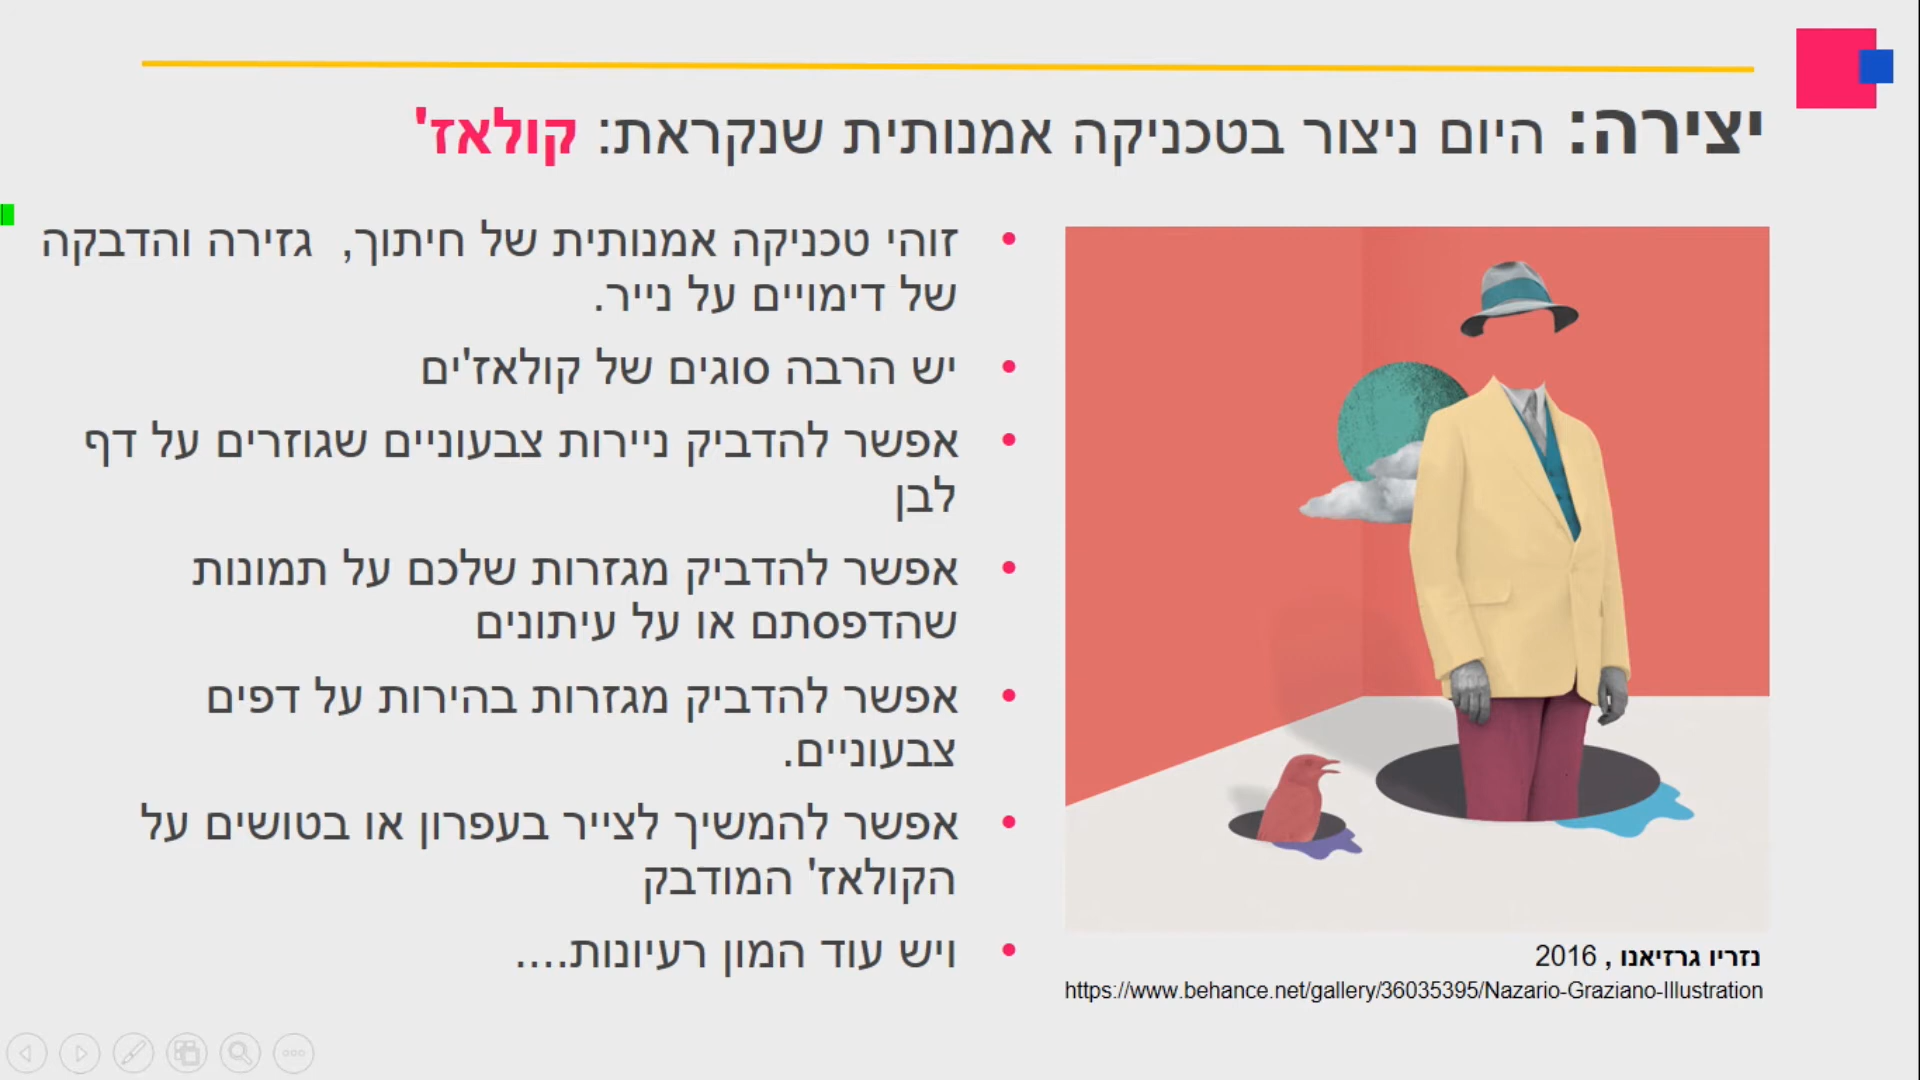 יצירה: היום ניצור בטכניקה אמנותית שנקראת: קולאז'
זוהי טכניקה אמנותית של חיתוך, גזירה והדבקה
של דימויים על נייר.
יש הרבה סוגים של קולאז'ים
אפשר להדביק ניירות צבעוניים שגוזרים על דף
לבן
אפשר להדביק מגזרות שלכם על תמונות
שהדפסתם או על עיתונים
אפשר להדביק מגזרות בהירות על דפים
צבעוניים.
אפשר להמשיך לצייר בעפרון או בטושים על
הקולאז' המודבק
ויש עוד המון רעיונות....
נזריו גרזיאנו , 2016
https://www.behance.net/gallery/36035395/Nazario-Graziano-Illustration